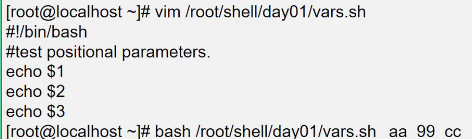 [root@localhost ~]# vim /root/shell/day01/vars.sh
#!/bin/bash
#test positional parameters.
echo $1
echo $2
echo $3
[root@localhost ~]# bash /root/shell/day01/vars.sh   aa  99  cc